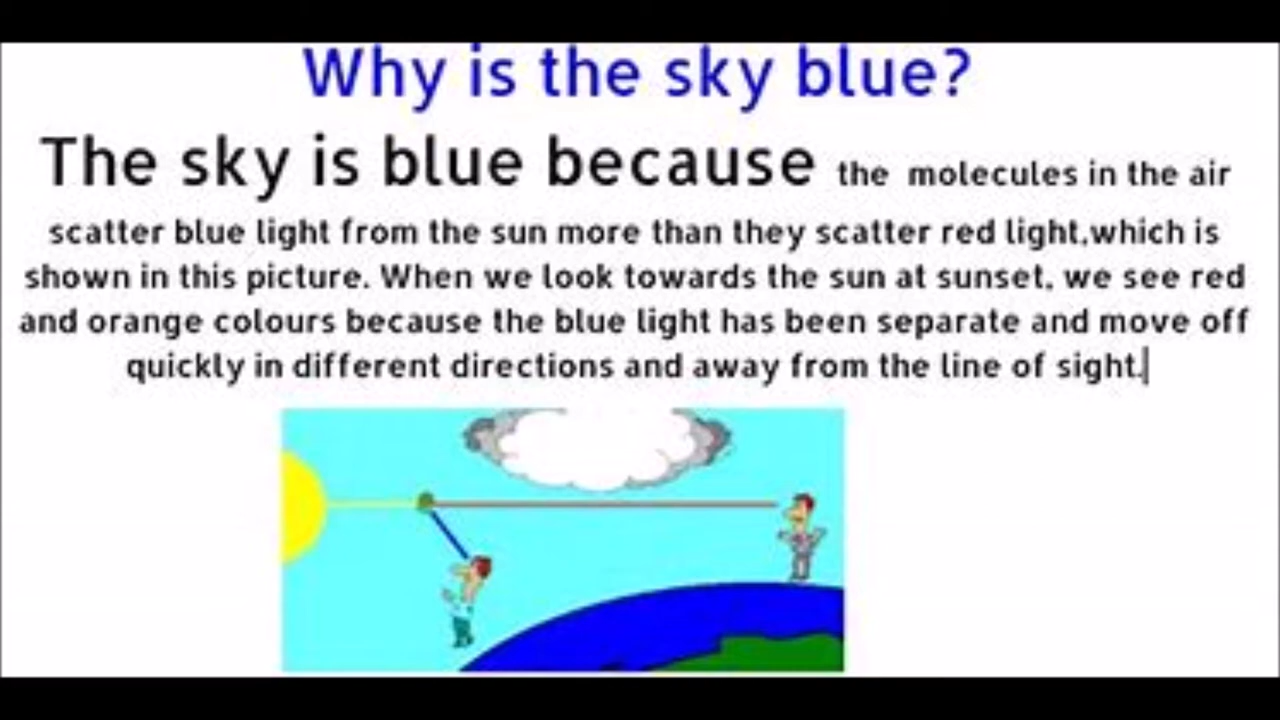 Why is the sky blue?
The sky is blue because the molecules in the air
scatter blue light from the sun more than they scatter red light,which is
shown in this picture. When we look towards the sun at sunset, we see red
and orange colours because the blue light has been separate and move off
quickly in different directions and away from the line of sight.